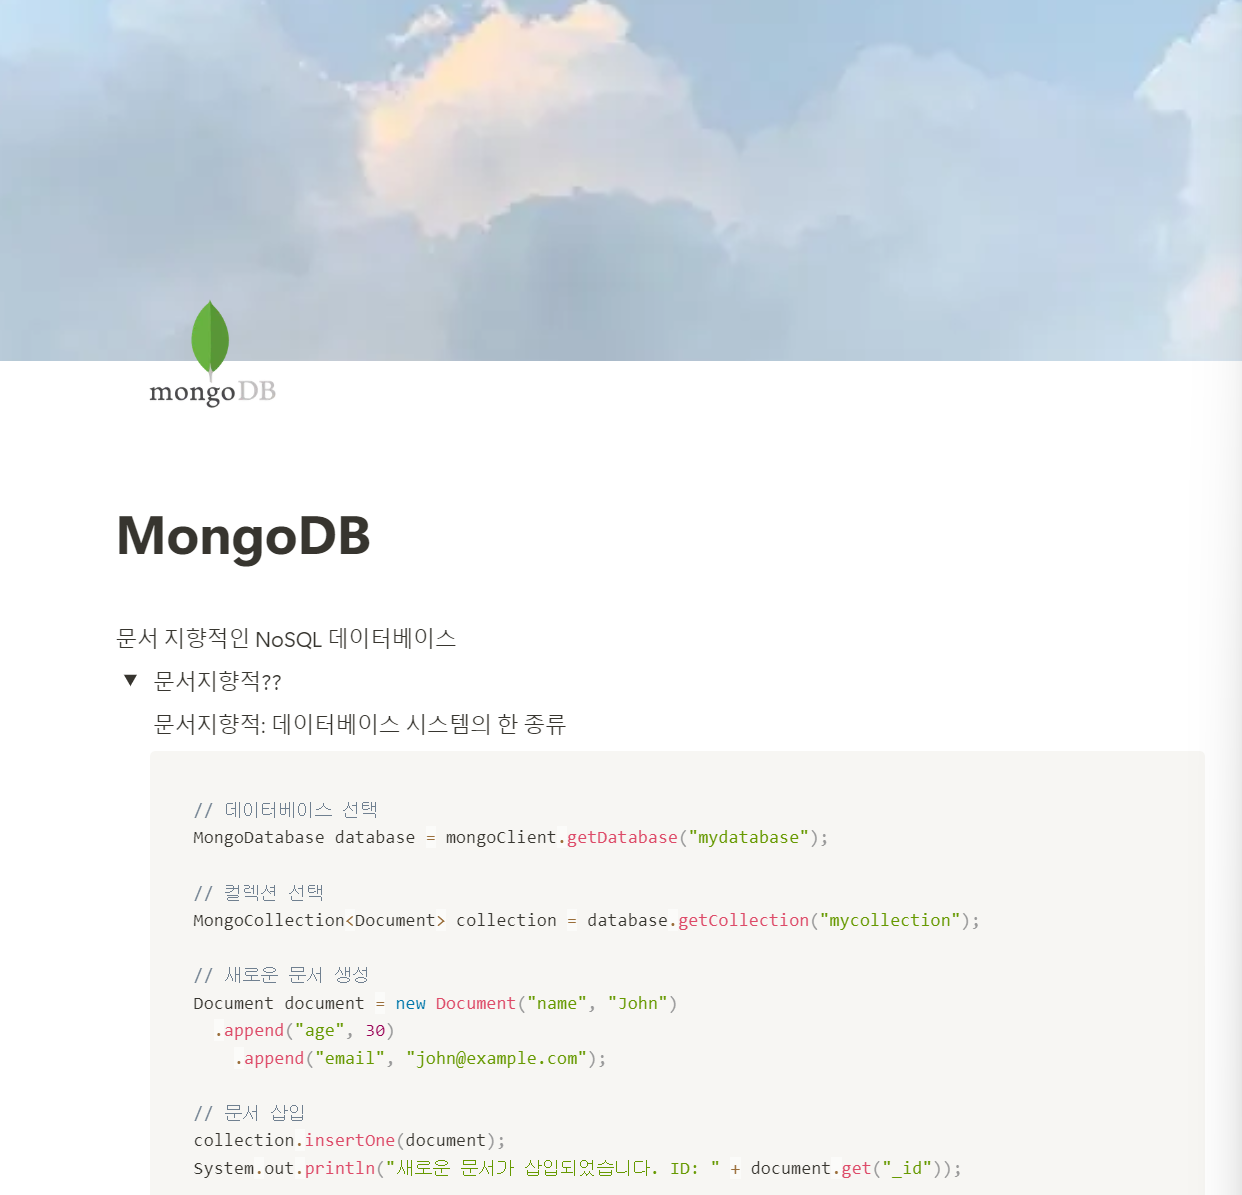 mongoDB
MongoDB
문서 지향적인 NoSQL 데이터베이스
▼ 문서지향적??
문서지향적: 데이터베이스 시스템의 한 종류
// 데이터베이스 선택
MongoDatabase database = mongoClient.getDatabase("mydatabase");
// 컬렉션 선택
MongoCollection<Document> collection = database.getCollection("mycollection");
// 새로운 문서 생성
Document document = new Document("name", "John")
  .append("age", 30)
    .append("email", "john@example.com");
// 문서 삽입
collection.insertOne(document);
System.out.println("새로운 문서가 삽입되었습니다. ID: " + document.get("_id"));